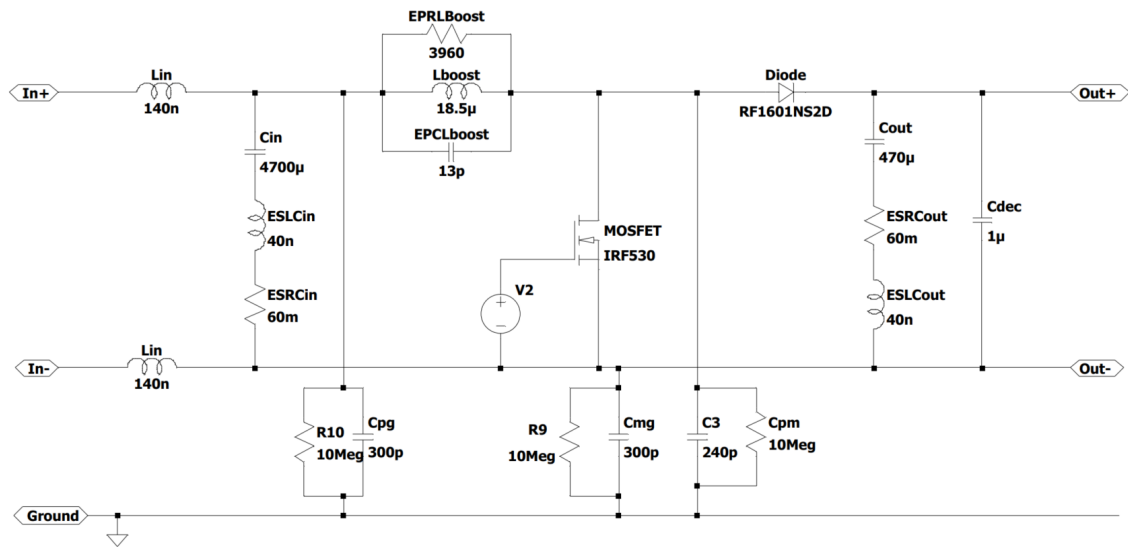 EPRLBoost
3960
Lin
Lboost
Diode
In+
Out+
140n
18.5µ
RF1601NS2D
EPCLboost
Cin
Cout
4700µ
470µ
13p
ESLCin
ESRCout
Cdec
40n
MOSFET
60m
1µ
IRF530
V2
ESRCin
ESLCout
60m
40n
Lin
In-
Out-
140n
Cpg
Cmg
C3
Cpm
R10
R9
10Meg
300p
10Meg
300p
240p
10Meg
Ground